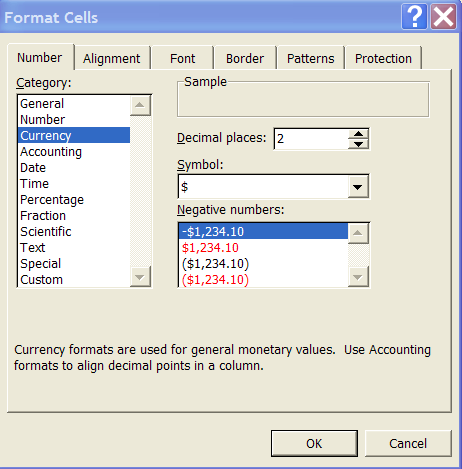 Format Cells
?
Number Alignment Font Border Patterns Protection
Category:
General
Number
Currency
Accounting
Date
Time
Percentage
Fraction
Scientific
Text
Special
Custom
Sample
Decimal places: 2
Symbol:
$
Negative numbers:
-$1,234.10
$1,234.10
($1,234.10)
($1,234.10)
Currency formats are used for general monetary values. Use Accounting
formats to align decimal points in a column.
OK Cancel